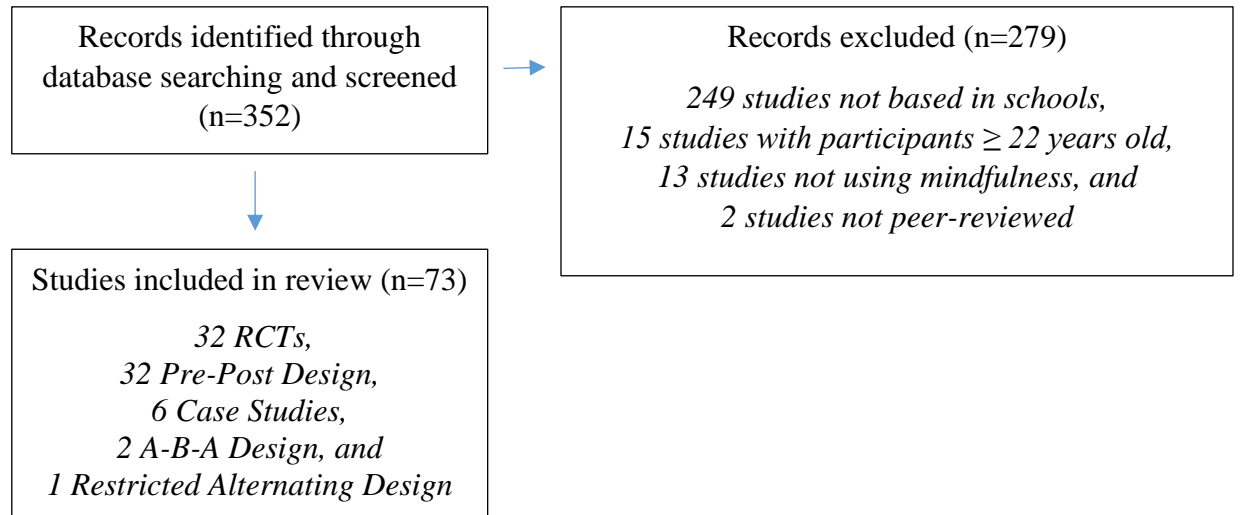 Records identified through
database searching and screened
(n=352)
Records excluded (n=279)
249 studies not based in schools,
15 studies with participants ≥ 22 years old,
13 studies not using mindfulness, and
2 studies not peer-reviewed
Studies included in review (n=73)
32 RCTs,
32 Pre-Post Design,
6 Case Studies,
2 A-B-A Design, and
1 Restricted Alternating Design